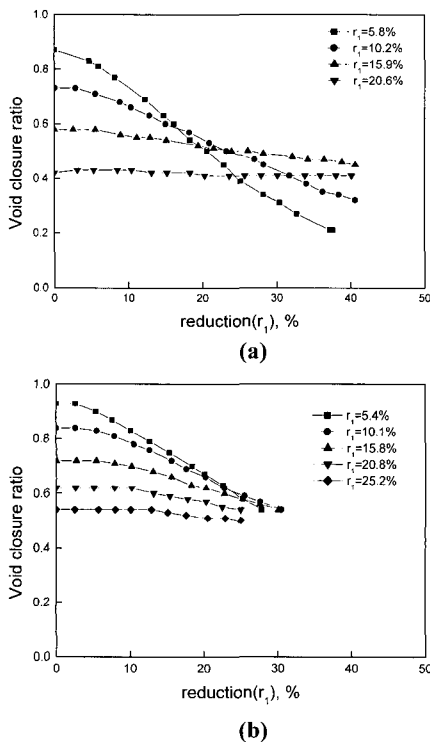 1.0
0.8
0.6
0.4
0.2
0.0
Void closure ratio
r₁=5.8%
r₁=10.2%
r₁=15.9%
r₁=20.6%
0 10 20 30 40 50
reduction(r₁), %
(a)
1.0
0.8
0.6
0.4
0.2
0.0
Void closure ratio
r₁=5.4%
r₁=10.1%
r₁=15.8%
r₁=20.8%
r₁=25.2%
0 10 20 30 40 50
reduction(r₁), %
(b)